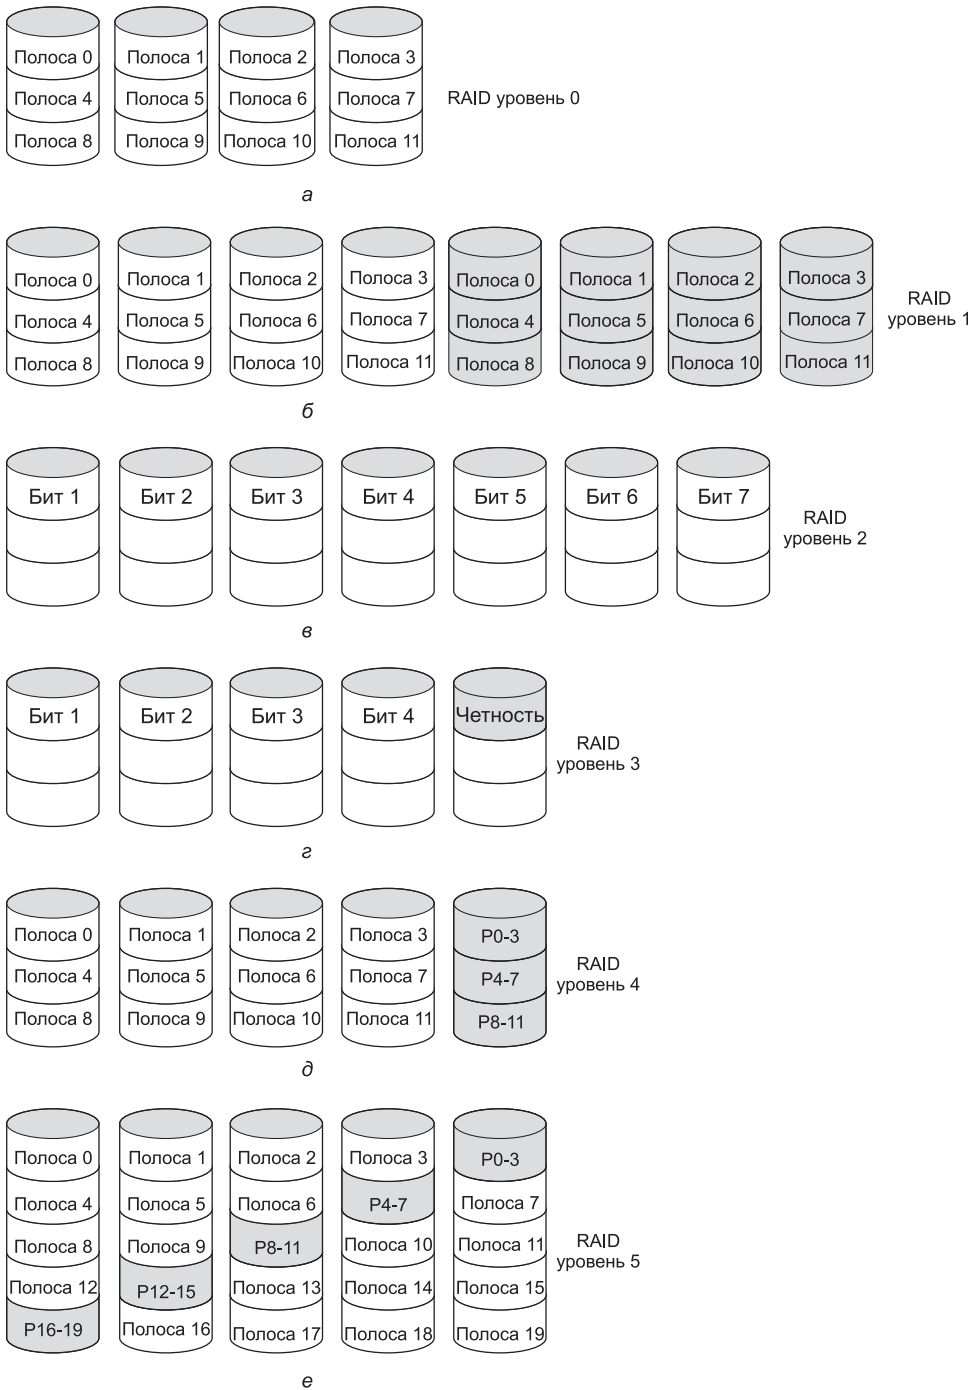 Полоса 0 Полоса 1 Полоса 2 Полоса 3
Полоса 4 Полоса 5 Полоса 6 Полоса 7
RAID уровень 0
Полоса 8 Полоса 9 Полоса 10 Полоса 11
а
Полоса 0 Полоса 1 Полоса 2 Полоса 3 Полоса 0 Полоса 1 Полоса 2 Полоса 3
Полоса 4 Полоса 5 Полоса 6 Полоса 7 Полоса 4 Полоса 5 Полоса 6 Полоса 7
RAID
уровень 1
Полоса 8 Полоса 9 Полоса 10 Полоса 11 Полоса 8 Полоса 9 Полоса 10 Полоса 11
б
Бит 1 Бит 2 Бит 3 Бит 4 Бит 5 Бит 6 Бит 7
RAID
уровень 2
в
Бит 1 Бит 2 Бит 3 Бит 4 Четность
RAID
уровень 3
г
Полоса 0 Полоса 1 Полоса 2 Полоса 3 P0-3
Полоса 4 Полоса 5 Полоса 6 Полоса 7 P4-7
RAID
уровень 4
Полоса 8 Полоса 9 Полоса 10 Полоса 11 P8-11
д
Полоса 0 Полоса 1 Полоса 2 Полоса 3 P0-3
Полоса 4 Полоса 5 Полоса 6 P4-7 Полоса 7
Полоса 8 Полоса 9 P8-11 Полоса 10 Полоса 11
RAID
уровень 5
Полоса 12 P12-15 Полоса 13 Полоса 14 Полоса 15
P16-19 Полоса 16 Полоса 17 Полоса 18 Полоса 19
е